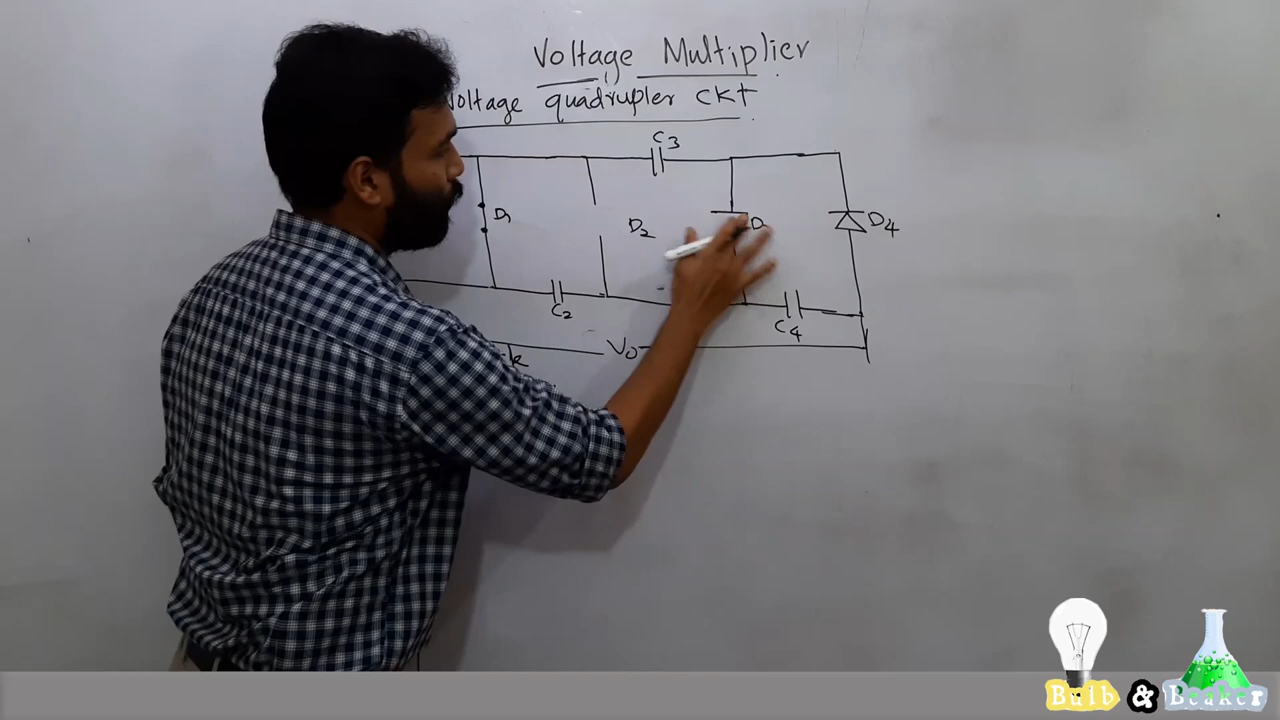 Voltage Multiplier
Voltage quadrupler CKT
C3
D1
D2
D4
C2
C4
Vo
Bulb & Beaker